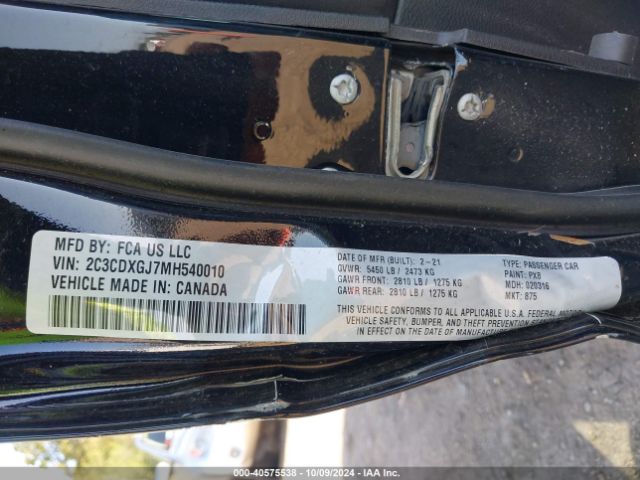 MFD BY: FCA US LLC
VIN: 2C3CDXGJ7MH540010
VEHICLE MADE IN: CANADA
DATE OF MFR (BUILT): 2-21
GVWR: 5450 LB / 2473 KG
GAWR FRONT: 2810 LB / 1275 KG
GAWR REAR: 2810 LB / 1275 KG
TYPE: PASSENGER CAR
PAINT: PX8
MDH: 020316
MKT: 875
THIS VEHICLE CONFORMS TO ALL APPLICABLE U.S.A. FEDERAL MOTOR
VEHICLE SAFETY, BUMPER, AND THEFT PREVENTION
IN EFFECT ON THE DATE OF MANUFACTURE
000-40575538 - 10/09/2024 - IAA Inc.